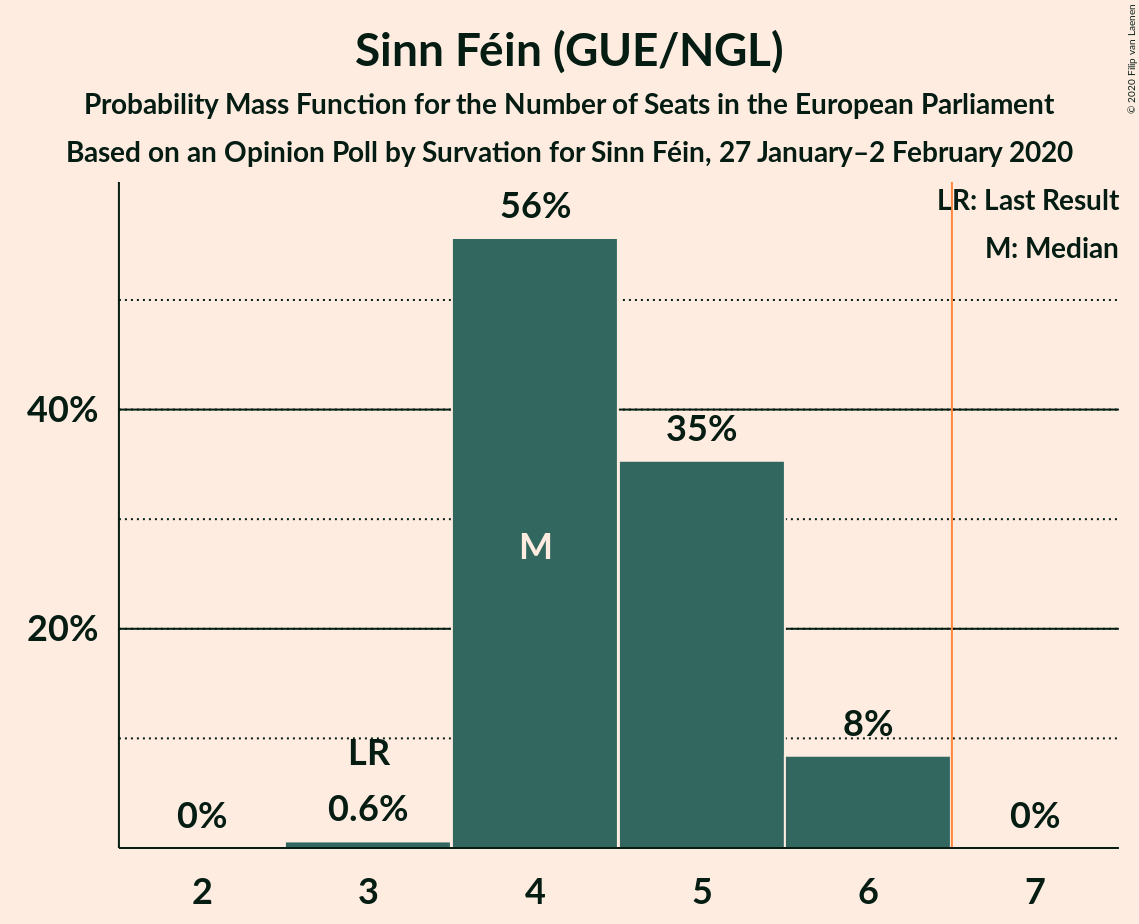 Sinn Féin (GUE/NGL)
Probability Mass Function for the Number of Seats in the European Parliament
Based on an Opinion Poll by Survation for Sinn Féin, 27 January–2 February 2020
© 2020 Filip van Laenen
LR: Last Result
M: Median
56%
40%
35%
M
20%
8%
LR
0%
0.6%
0%
2
3
4
5
6
7